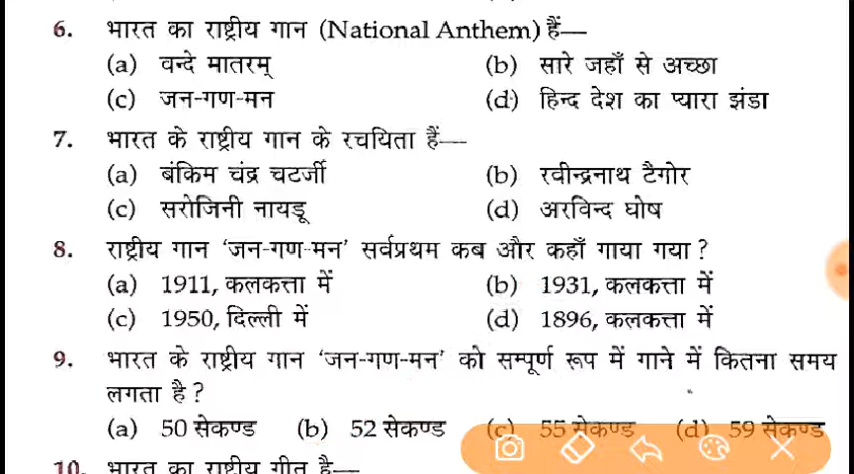 6. भारत का राष्ट्रीय गान (National Anthem) हैं—
(a) वन्दे मातरम् (b) सारे जहाँ से अच्छा
(c) जन-गण-मन (d) हिन्द देश का प्यारा झंडा
7. भारत के राष्ट्रीय गान के रचयिता हैं—
(a) बंकिम चंद्र चटर्जी (b) रवीन्द्रनाथ टैगोर
(c) सरोजिनी नायडू (d) अरविन्द घोष
8. राष्ट्रीय गान ‘जन-गण-मन’ सर्वप्रथम कब और कहाँ गाया गया ?
(a) 1911, कलकत्ता में (b) 1931, कलकत्ता में
(c) 1950, दिल्ली में (d) 1896, कलकत्ता में
9. भारत के राष्ट्रीय गान ‘जन-गण-मन’ को सम्पूर्ण रूप में गाने में कितना समय
लगता है ?
(a) 50 सेकण्ड (b) 52 सेकण्ड (c) 55 सेकण्ड (d) 59 सेकण्ड
10. भारत का राष्ट्रीय गीत है—